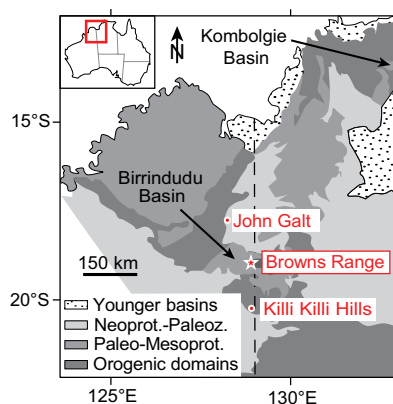 Kombolgie
Basin
N
15°S
Birrindudu
Basin
John Galt
150 km
Browns Range
20°S
Killi Killi Hills
Younger basins
Neoprot.-Paleoz.
Paleo-Mesoprot.
Orogenic domains
125°E
130°E